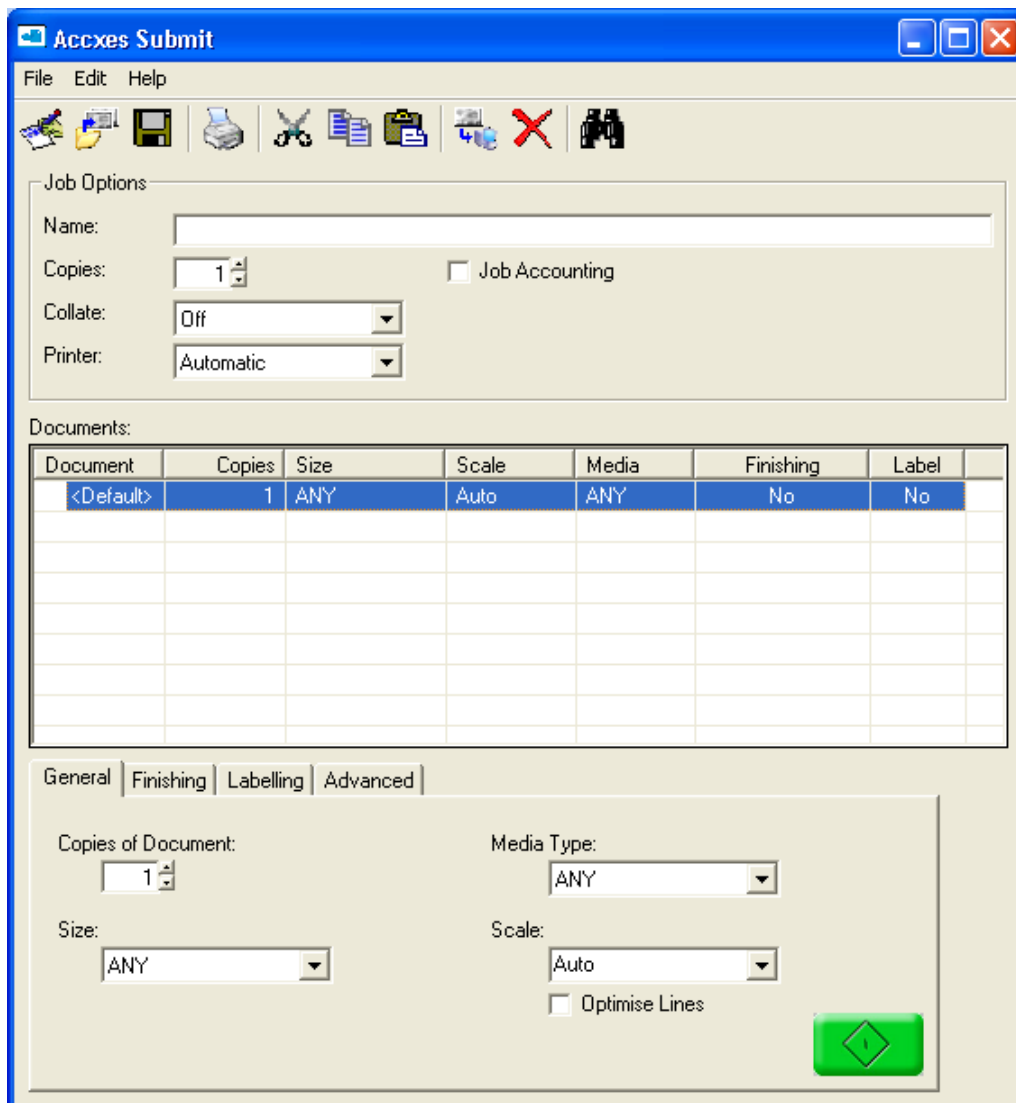 Accxes Submit
File Edit Help
Job Options
Name:
Copies: 1 Job Accounting
Collate: Off
Printer: Automatic
Documents:
Document Copies Size Scale Media Finishing Label
<Default> 1 ANY Auto ANY No No
General Finishing Labelling Advanced
Copies of Document: Media Type:
1 ANY
Size: Scale:
ANY Auto
Optimise Lines